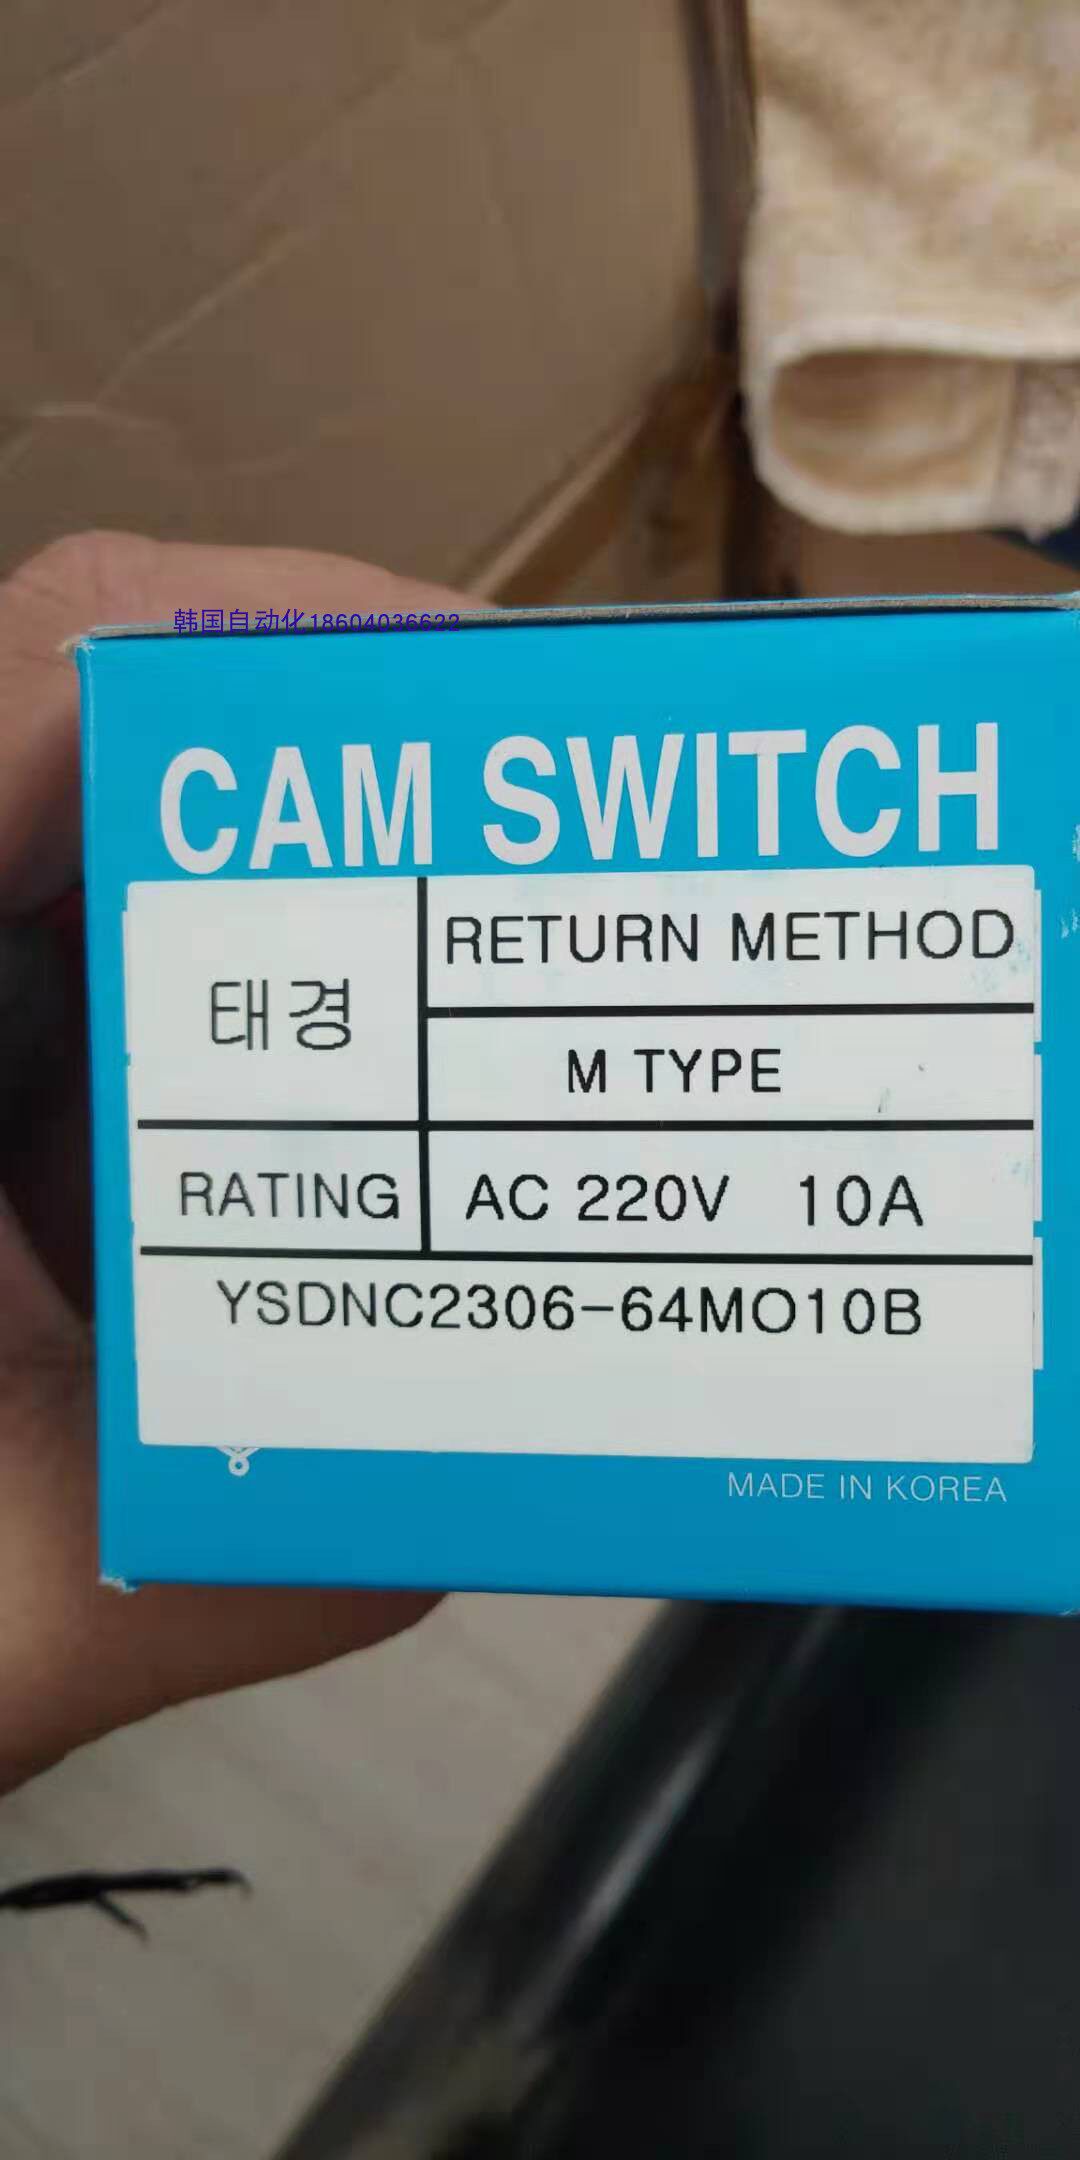 韩国自动化18604036622
CAM SWITCH
태경
RETURN METHOD
M TYPE
RATING
AC 220V 10A
YSDNC2306-64MO10B
MADE IN KOREA